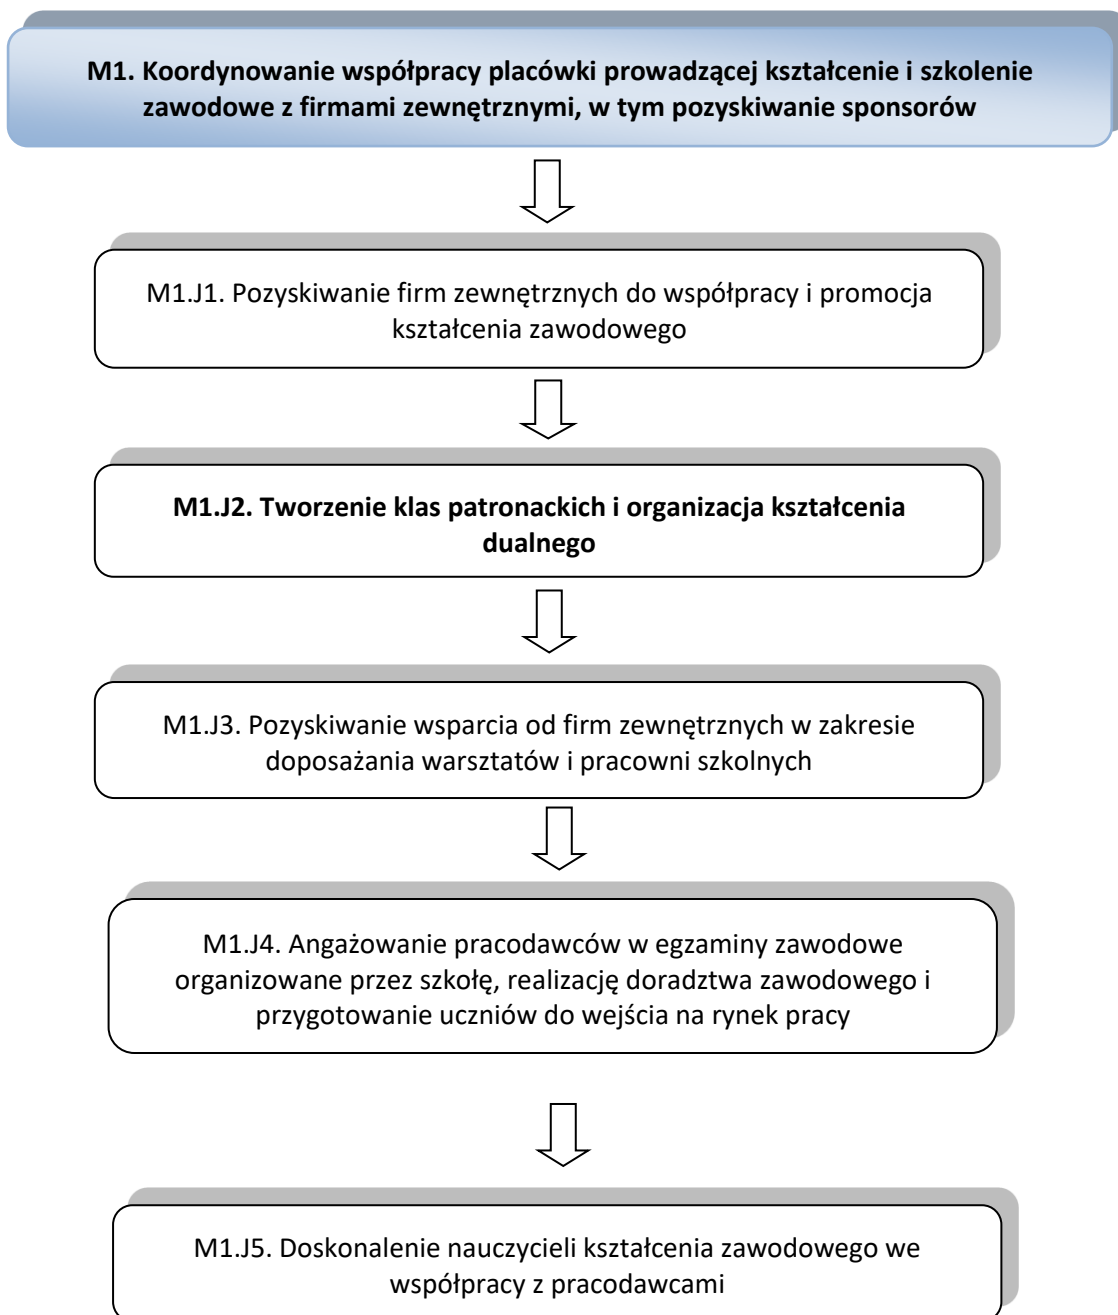 M1. Koordynowanie współpracy placówki prowadzącej kształcenie i szkolenie
zawodowe z firmami zewnętrznymi, w tym pozyskiwanie sponsorów
M1.J1. Pozyskiwanie firm zewnętrznych do współpracy i promocja
kształcenia zawodowego
M1.J2. Tworzenie klas patronackich i organizacja kształcenia
dualnego
M1.J3. Pozyskiwanie wsparcia od firm zewnętrznych w zakresie
doposażania warsztatów i pracowni szkolnych
M1.J4. Angażowanie pracodawców w egzaminy zawodowe
organizowane przez szkołę, realizację doradztwa zawodowego i
przygotowanie uczniów do wejścia na rynek pracy
M1.J5. Doskonalenie nauczycieli kształcenia zawodowego we
współpracy z pracodawcami